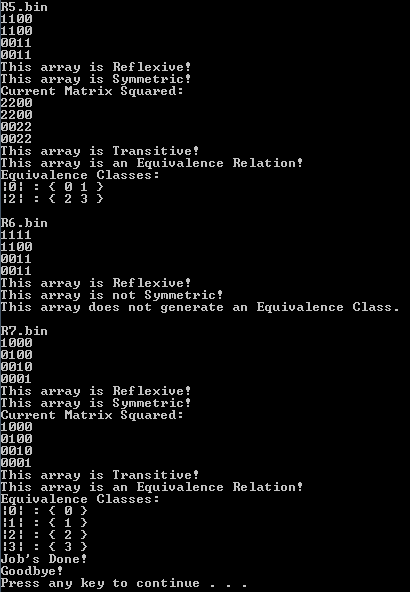 R5.bin
1100
1100
0011
0011
This array is Reflexive!
This array is Symmetric!
Current Matrix Squared:
2200
2200
0022
0022
This array is Transitive!
This array is an Equivalence Relation!
Equivalence Classes:
|0| : { 0 1 }
|2| : { 2 3 }

R6.bin
1111
1100
0011
0011
This array is Reflexive!
This array is not Symmetric!
This array does not generate an Equivalence Class.

R7.bin
1000
0100
0010
0001
This array is Reflexive!
This array is Symmetric!
Current Matrix Squared:
1000
0100
0010
0001
This array is Transitive!
This array is an Equivalence Relation!
Equivalence Classes:
|0| : { 0 }
|1| : { 1 }
|2| : { 2 }
|3| : { 3 }
Job's Done!
Goodbye!
Press any key to continue . . .